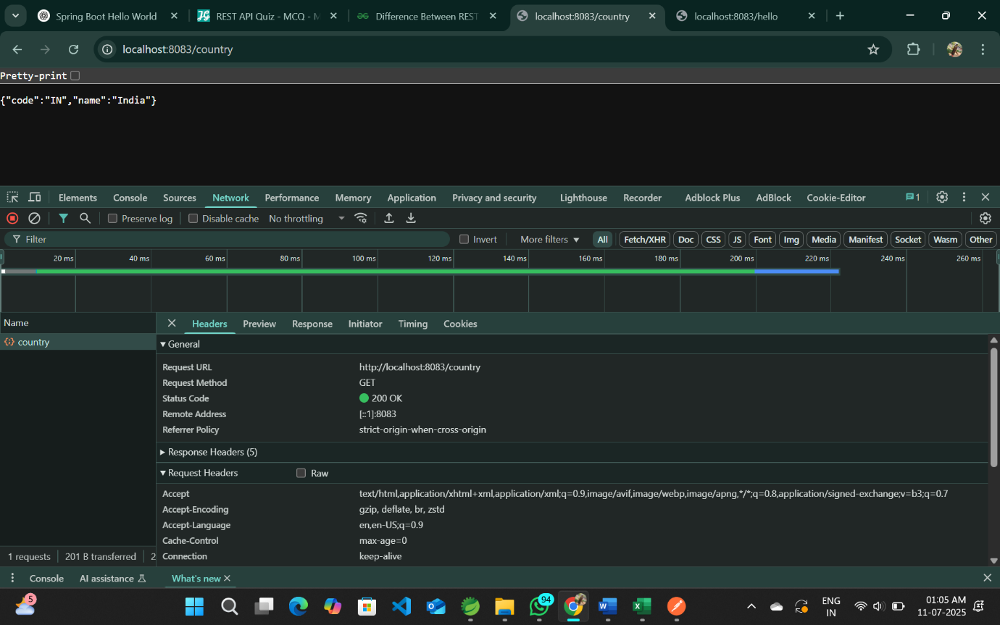 Spring Boot Hello World
REST API Quiz - MCQ - M
Difference Between REST
localhost:8083/country
localhost:8083/hello
localhost:8083/country
Pretty-print
{"code":"IN","name":"India"}
Elements Console Sources Network Performance Memory Application Privacy and security Lighthouse Recorder Adblock Plus AdBlock Cookie-Editor 1
Preserve log Disable cache No throttling
Filter Invert More filters All Fetch/XHR Doc CSS JS Font Img Media Manifest Socket Wasm Other
20 ms 40 ms 60 ms 80 ms 100 ms 120 ms 140 ms 160 ms 180 ms 200 ms 220 ms 240 ms 260 ms
Name
country
Headers Preview Response Initiator Timing Cookies
General
Request URL http://localhost:8083/country
Request Method GET
Status Code 200 OK
Remote Address [::1]:8083
Referrer Policy strict-origin-when-cross-origin
Response Headers (5)
Request Headers Raw
Accept text/html,application/xhtml+xml,application/xml;q=0.9,image/avif,image/webp,image/apng,*/*;q=0.8,application/signed-exchange;v=b3;q=0.7
Accept-Encoding gzip, deflate, br, zstd
Accept-Language en,en-US;q=0.9
Cache-Control max-age=0
Connection keep-alive
1 requests 201 B transferred 2
Console AI assistance What's new
5
94
ENG
IN
01:05 AM
11-07-2025